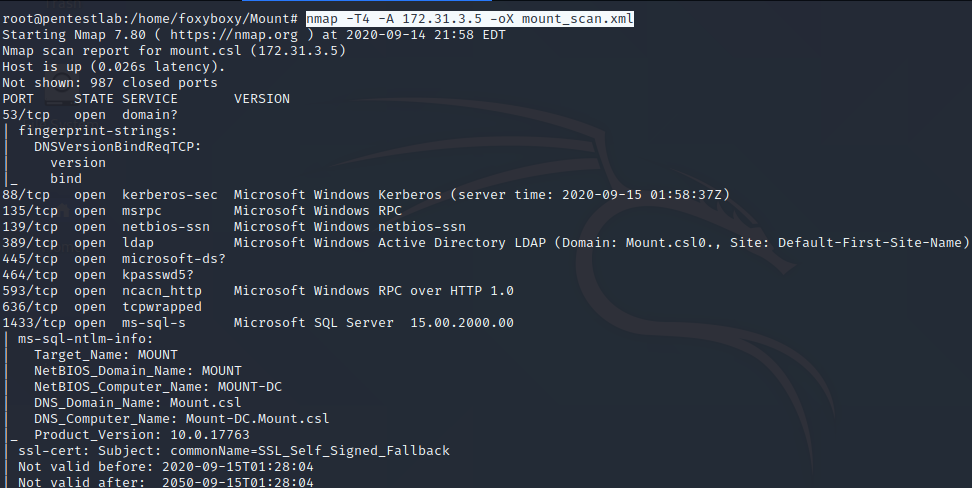 root@pentestlab:/home/foxyboxy/Mount# nmap -T4 -A 172.31.3.5 -oX mount_scan.xml
Starting Nmap 7.80 ( https://nmap.org ) at 2020-09-14 21:58 EDT
Nmap scan report for mount.csl (172.31.3.5)
Host is up (0.026s latency).
Not shown: 987 closed ports
PORT     STATE SERVICE       VERSION
53/tcp   open  domain?
| fingerprint-strings:
|   DNSVersionBindReqTCP:
|     version
|_    bind
88/tcp   open  kerberos-sec  Microsoft Windows Kerberos (server time: 2020-09-15 01:58:37Z)
135/tcp  open  msrpc         Microsoft Windows RPC
139/tcp  open  netbios-ssn   Microsoft Windows netbios-ssn
389/tcp  open  ldap          Microsoft Windows Active Directory LDAP (Domain: Mount.csl0., Site: Default-First-Site-Name)
445/tcp  open  microsoft-ds?
464/tcp  open  kpasswd5?
593/tcp  open  ncacn_http    Microsoft Windows RPC over HTTP 1.0
636/tcp  open  tcpwrapped
1433/tcp open  ms-sql-s      Microsoft SQL Server  15.00.2000.00
| ms-sql-ntlm-info:
|   Target_Name: MOUNT
|   NetBIOS_Domain_Name: MOUNT
|   NetBIOS_Computer_Name: MOUNT-DC
|   DNS_Domain_Name: Mount.csl
|   DNS_Computer_Name: Mount-DC.Mount.csl
|_  Product_Version: 10.0.17763
| ssl-cert: Subject: commonName=SSL_Self_Signed_Fallback
| Not valid before: 2020-09-15T01:28:04
| Not valid after:  2050-09-15T01:28:04